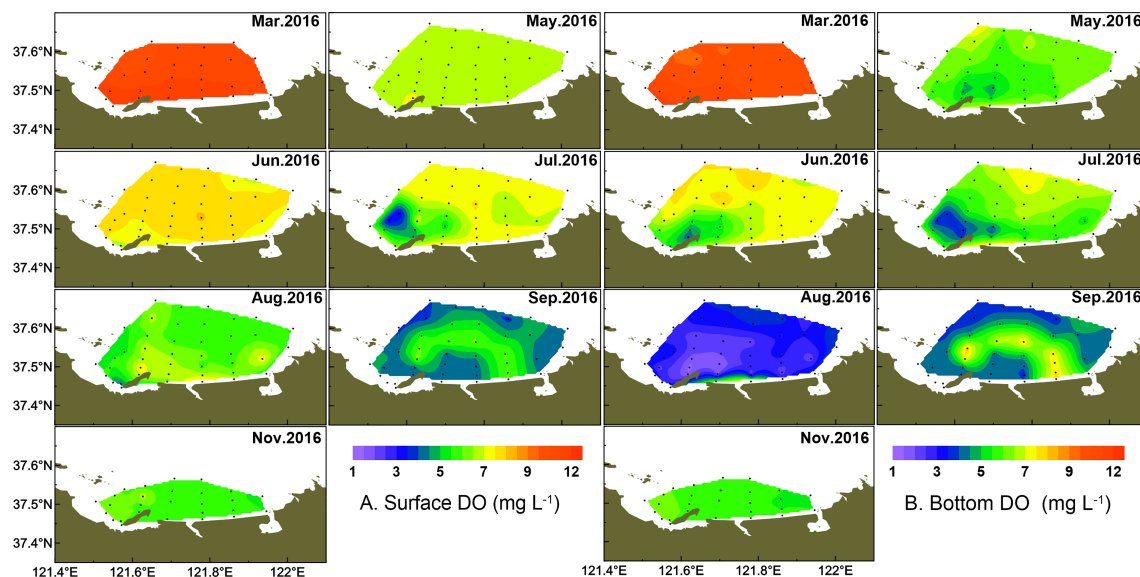 Mar.2016 May.2016 Mar.2016 May.2016
37.6°N
37.5°N
37.4°N
Jun.2016 Jul.2016 Jun.2016 Jul.2016
37.6°N
37.5°N
37.4°N
Aug.2016 Sep.2016 Aug.2016 Sep.2016
37.6°N
37.5°N
37.4°N
Nov.2016 Nov.2016
37.6°N
37.5°N
37.4°N
1 3 5 7 9 12 1 3 5 7 9 12
A. Surface DO (mg L⁻¹) B. Bottom DO (mg L⁻¹)
121.4°E 121.6°E 121.8°E 122°E 121.4°E 121.6°E 121.8°E 122°E